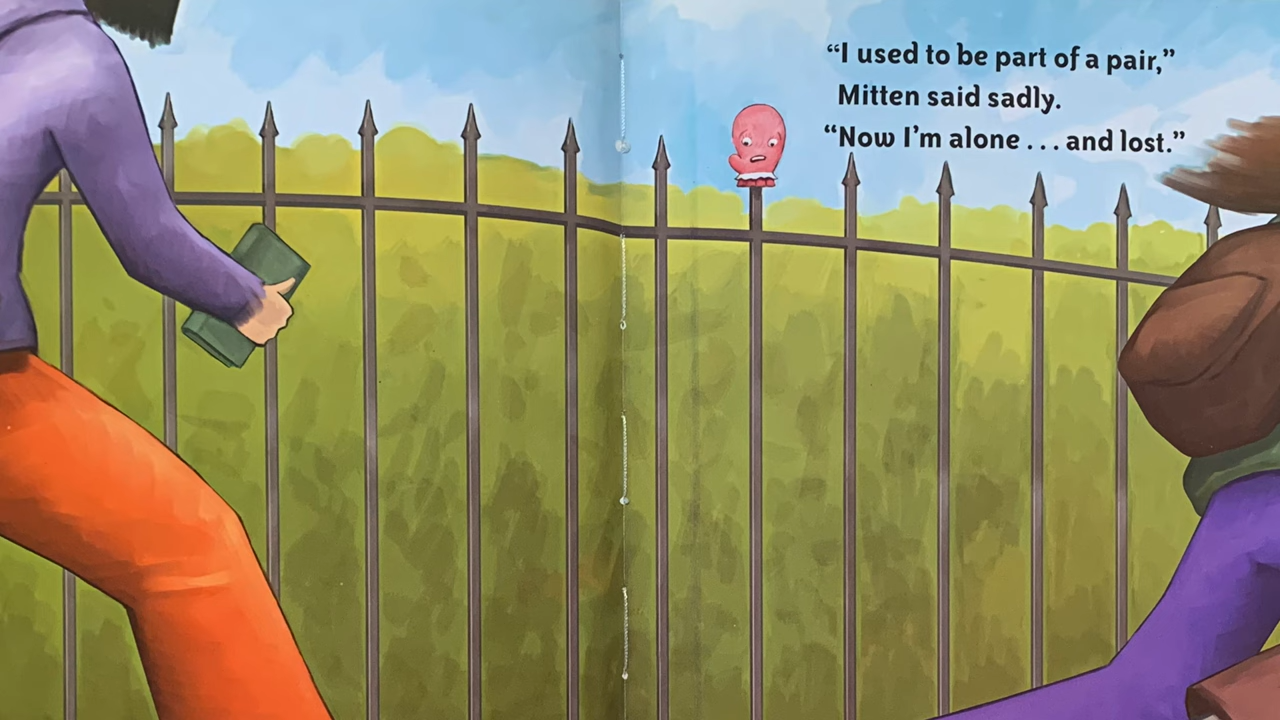 “I used to be part of a pair,”
Mitten said sadly.
“Now I’m alone . . . and lost.”